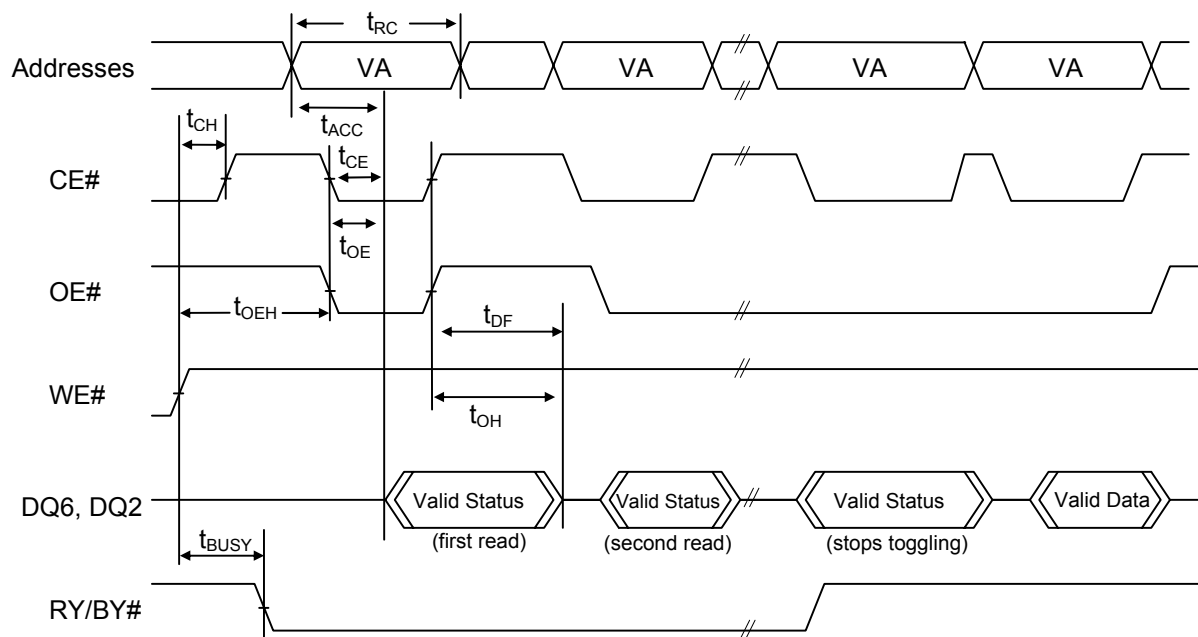 tRC
Addresses VA VA VA VA
tCH tACC
tCE
CE#
tOE
OE#
tOEH tDF
WE#
tOH
DQ6, DQ2 Valid Status Valid Status Valid Status Valid Data
(first read) (second read) (stops toggling)
tBUSY
RY/BY#